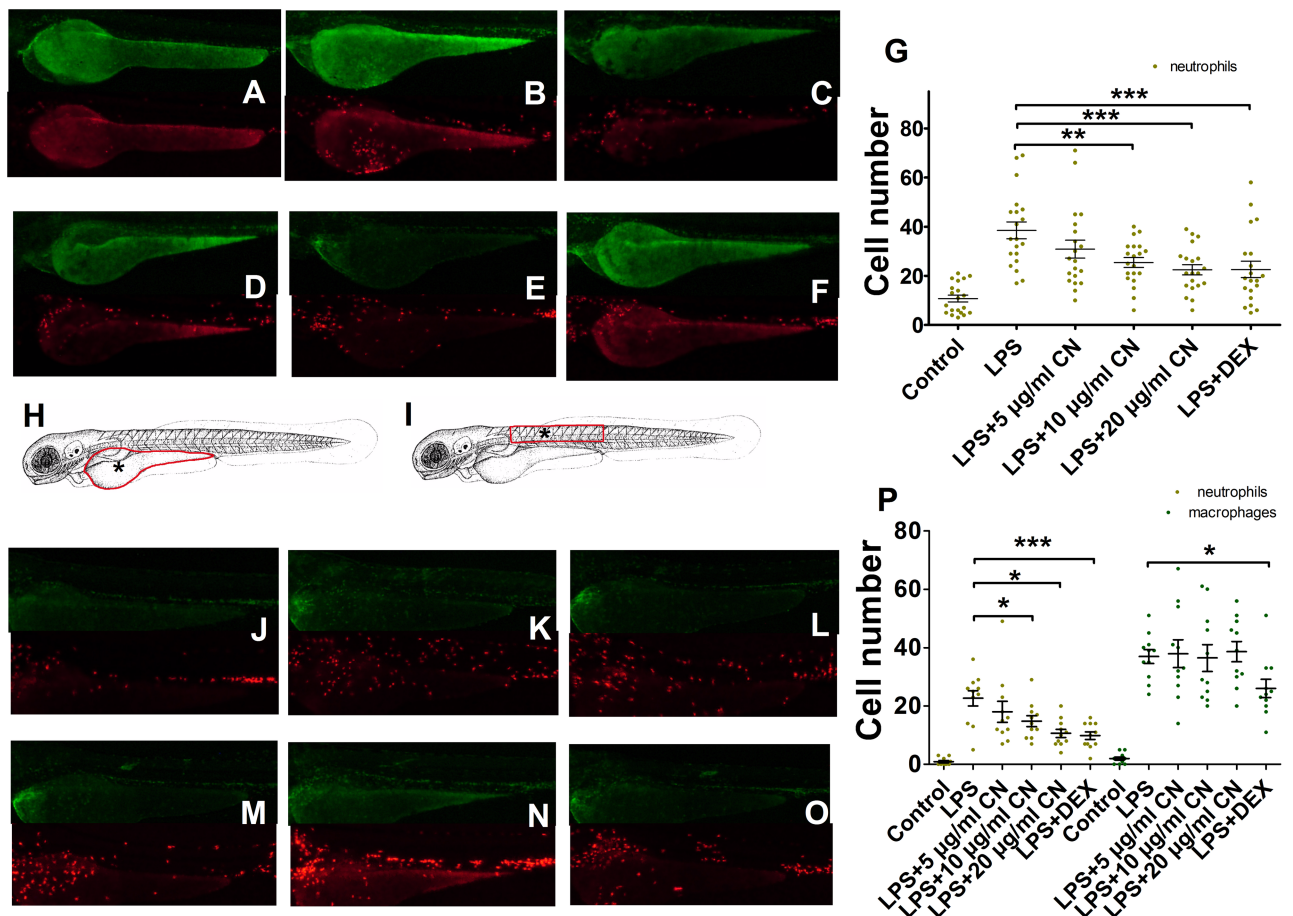 A
B
C
D
E
F
G
neutrophils
Cell number
80
60
40
20
0
***
***
**
Control
LPS
LPS+5 µg/ml CN
LPS+10 µg/ml CN
LPS+20 µg/ml CN
LPS+DEX
H
*
I
*
J
K
L
M
N
O
P
neutrophils
macrophages
Cell number
80
60
40
20
0
***
*
*
*
Control
LPS
LPS+5 µg/ml CN
LPS+10 µg/ml CN
LPS+20 µg/ml CN
LPS+DEX
Control
LPS
LPS+5 µg/ml CN
LPS+10 µg/ml CN
LPS+20 µg/ml CN
LPS+DEX